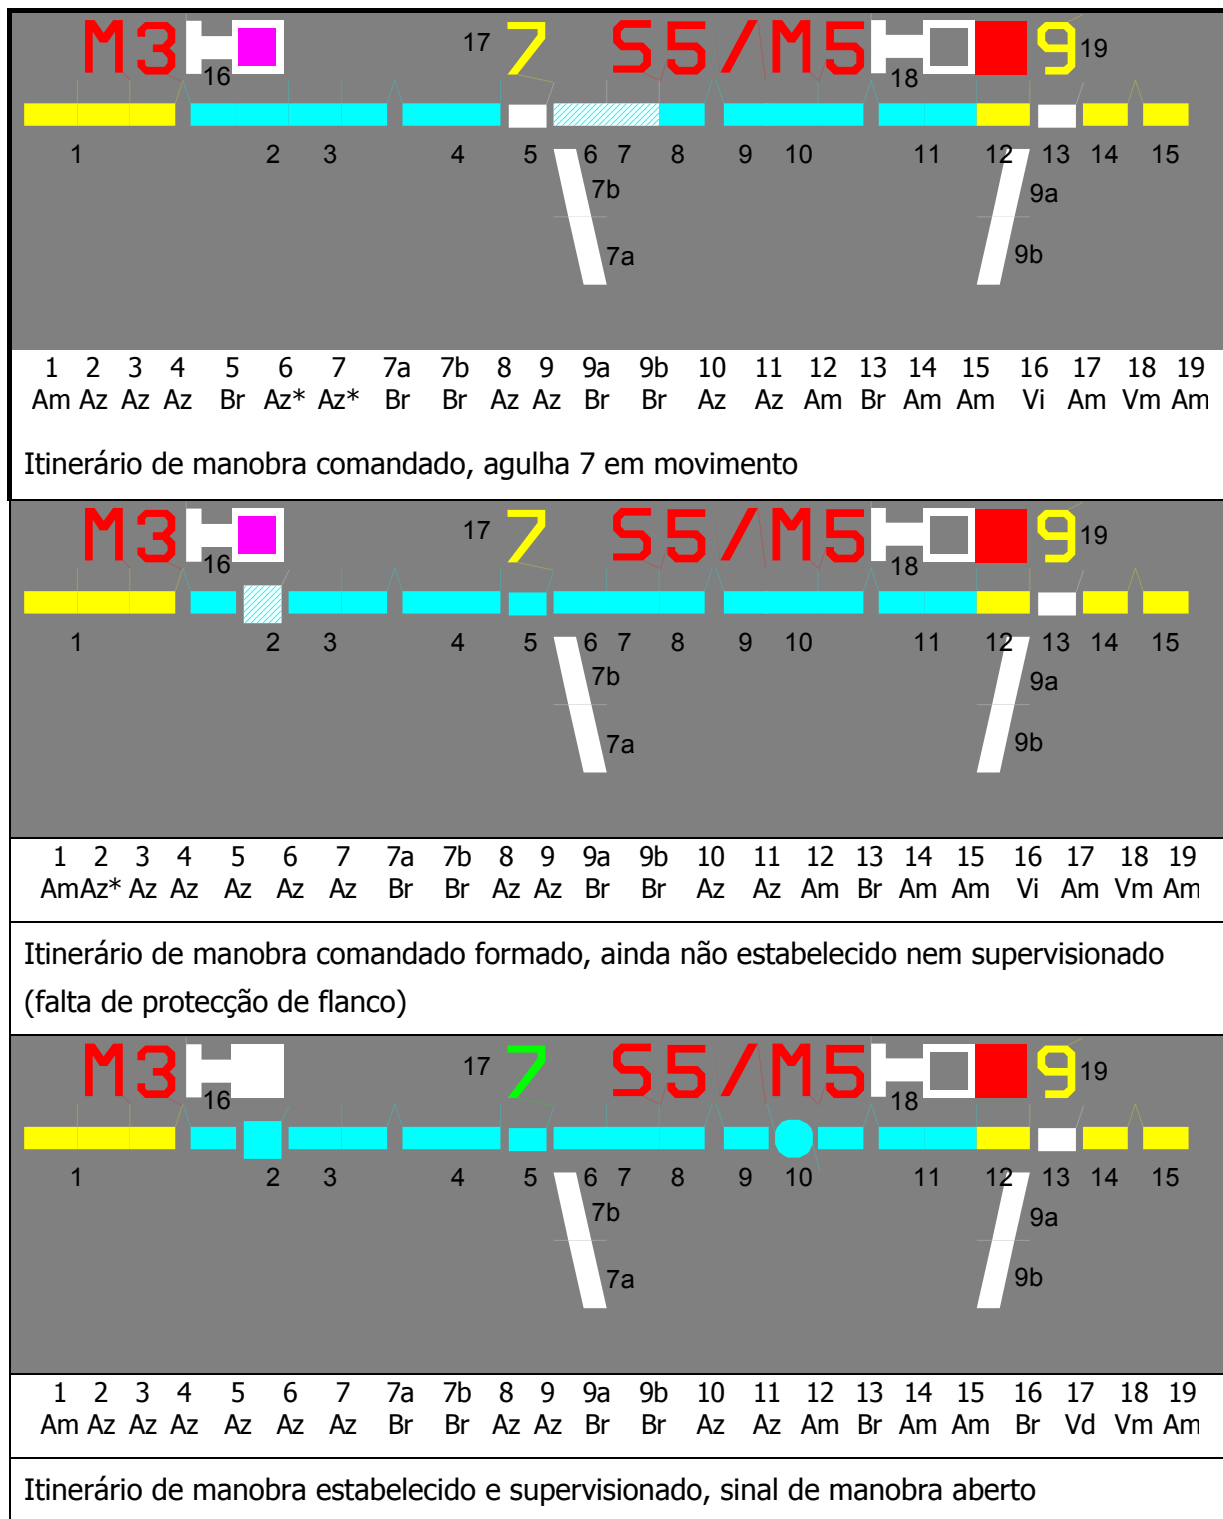 M3 16 17 7 S5/M5 18 9 19
1 2 3 4 5 6 7 8 9 10 11 12 13 14 15
7b 9a
7a 9b
1 2 3 4 5 6 7 7a 7b 8 9 9a 9b 10 11 12 13 14 15 16 17 18 19
Am Az Az Az Br Az* Az* Br Br Az Az Br Br Az Az Am Br Am Am Vi Am Vm Am
Itinerário de manobra comandado, agulha 7 em movimento
M3 16 17 7 S5/M5 18 9 19
1 2 3 4 5 6 7 8 9 10 11 12 13 14 15
7b 9a
7a 9b
1 2 3 4 5 6 7 7a 7b 8 9 9a 9b 10 11 12 13 14 15 16 17 18 19
Am Az* Az Az Az Az Az Br Br Az Az Br Br Az Az Am Br Am Am Vi Am Vm Am
Itinerário de manobra comandado formado, ainda não estabelecido nem supervisionado
(falta de protecção de flanco)
M3 16 17 7 S5/M5 18 9 19
1 2 3 4 5 6 7 8 9 10 11 12 13 14 15
7b 9a
7a 9b
1 2 3 4 5 6 7 7a 7b 8 9 9a 9b 10 11 12 13 14 15 16 17 18 19
Am Az Az Az Az Az Az Br Br Az Az Br Br Az Az Am Br Am Am Br Vd Vm Am
Itinerário de manobra estabelecido e supervisionado, sinal de manobra aberto